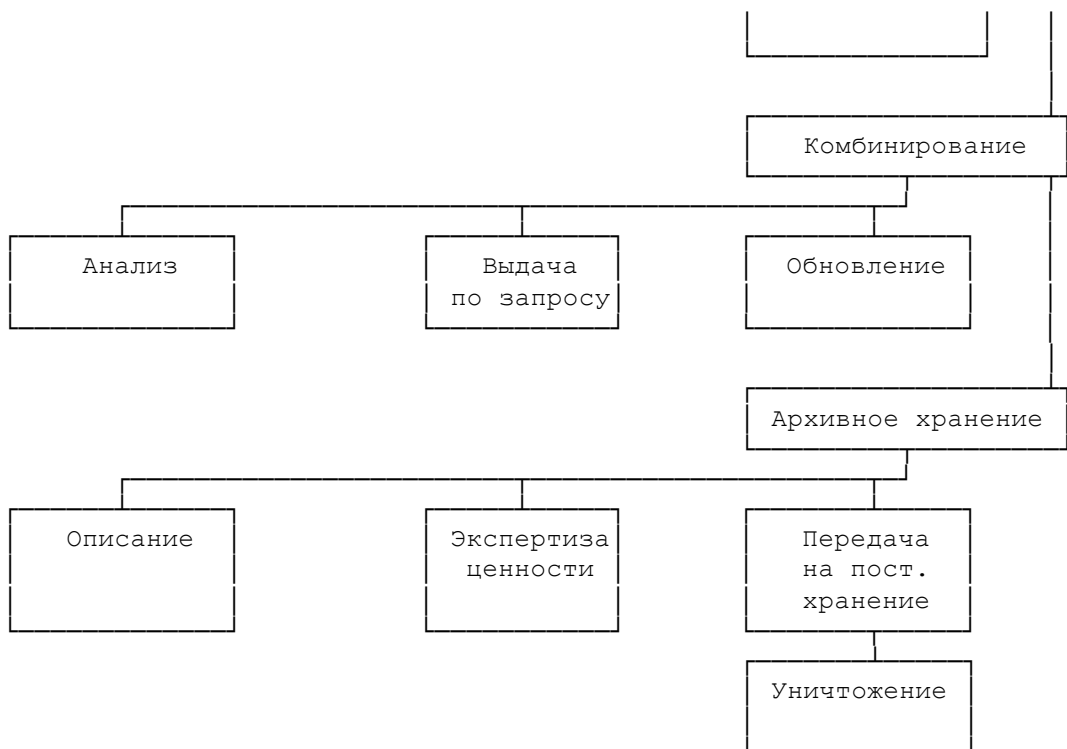 Комбинирование
Анализ
Выдача
по запросу
Обновление
Архивное хранение
Описание
Экспертиза
ценности
Передача
на пост.
хранение
Уничтожение